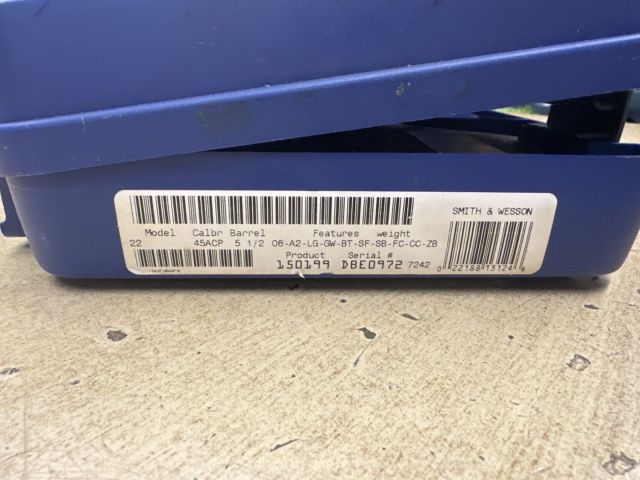 SMITH & WESSON
Model Calbr Barrel Features weight
22 45ACP 5 1/2 06-A2-LG-GW-BT-SF-SB-FC-CC-ZB
Product Serial #
150199 DBE0972 7242
0 22188 13124 6